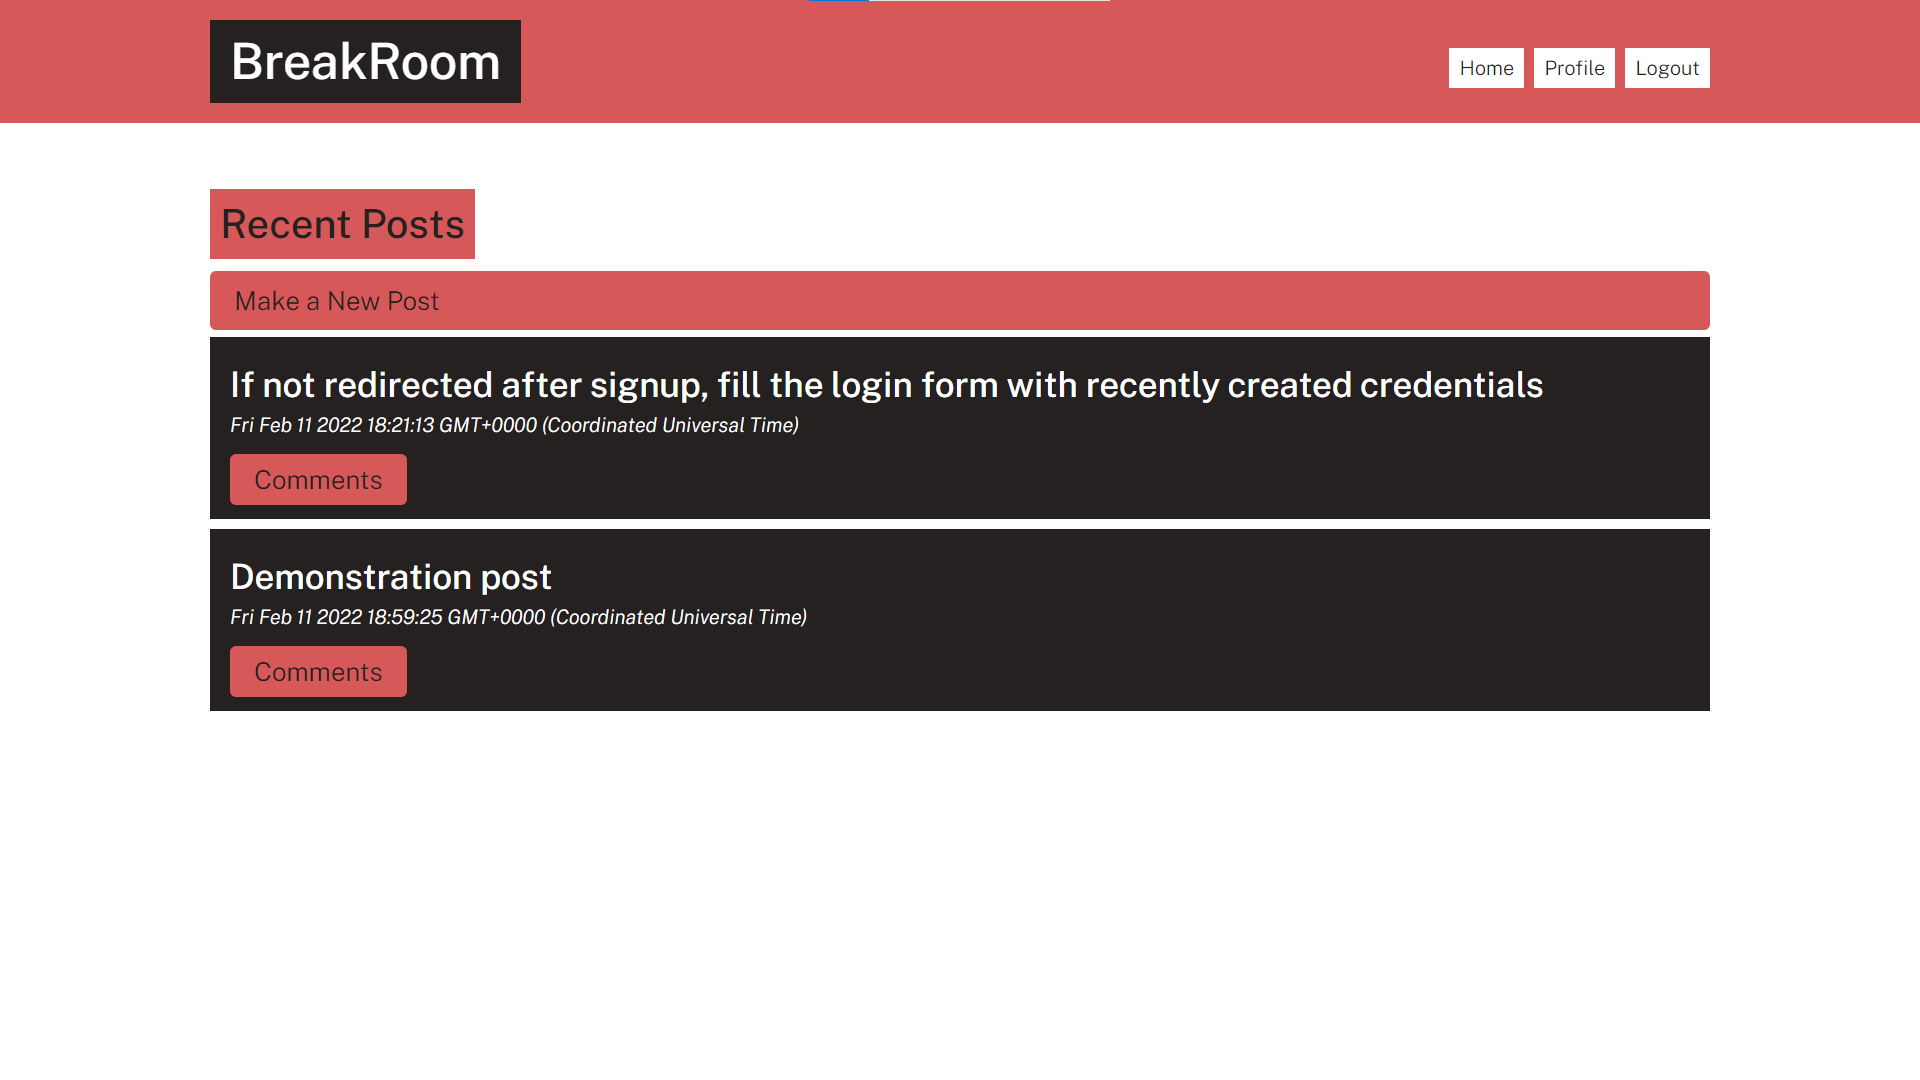 BreakRoom
Home Profile Logout
Recent Posts
Make a New Post
If not redirected after signup, fill the login form with recently created credentials
Fri Feb 11 2022 18:21:13 GMT+0000 (Coordinated Universal Time)
Comments
Demonstration post
Fri Feb 11 2022 18:59:25 GMT+0000 (Coordinated Universal Time)
Comments